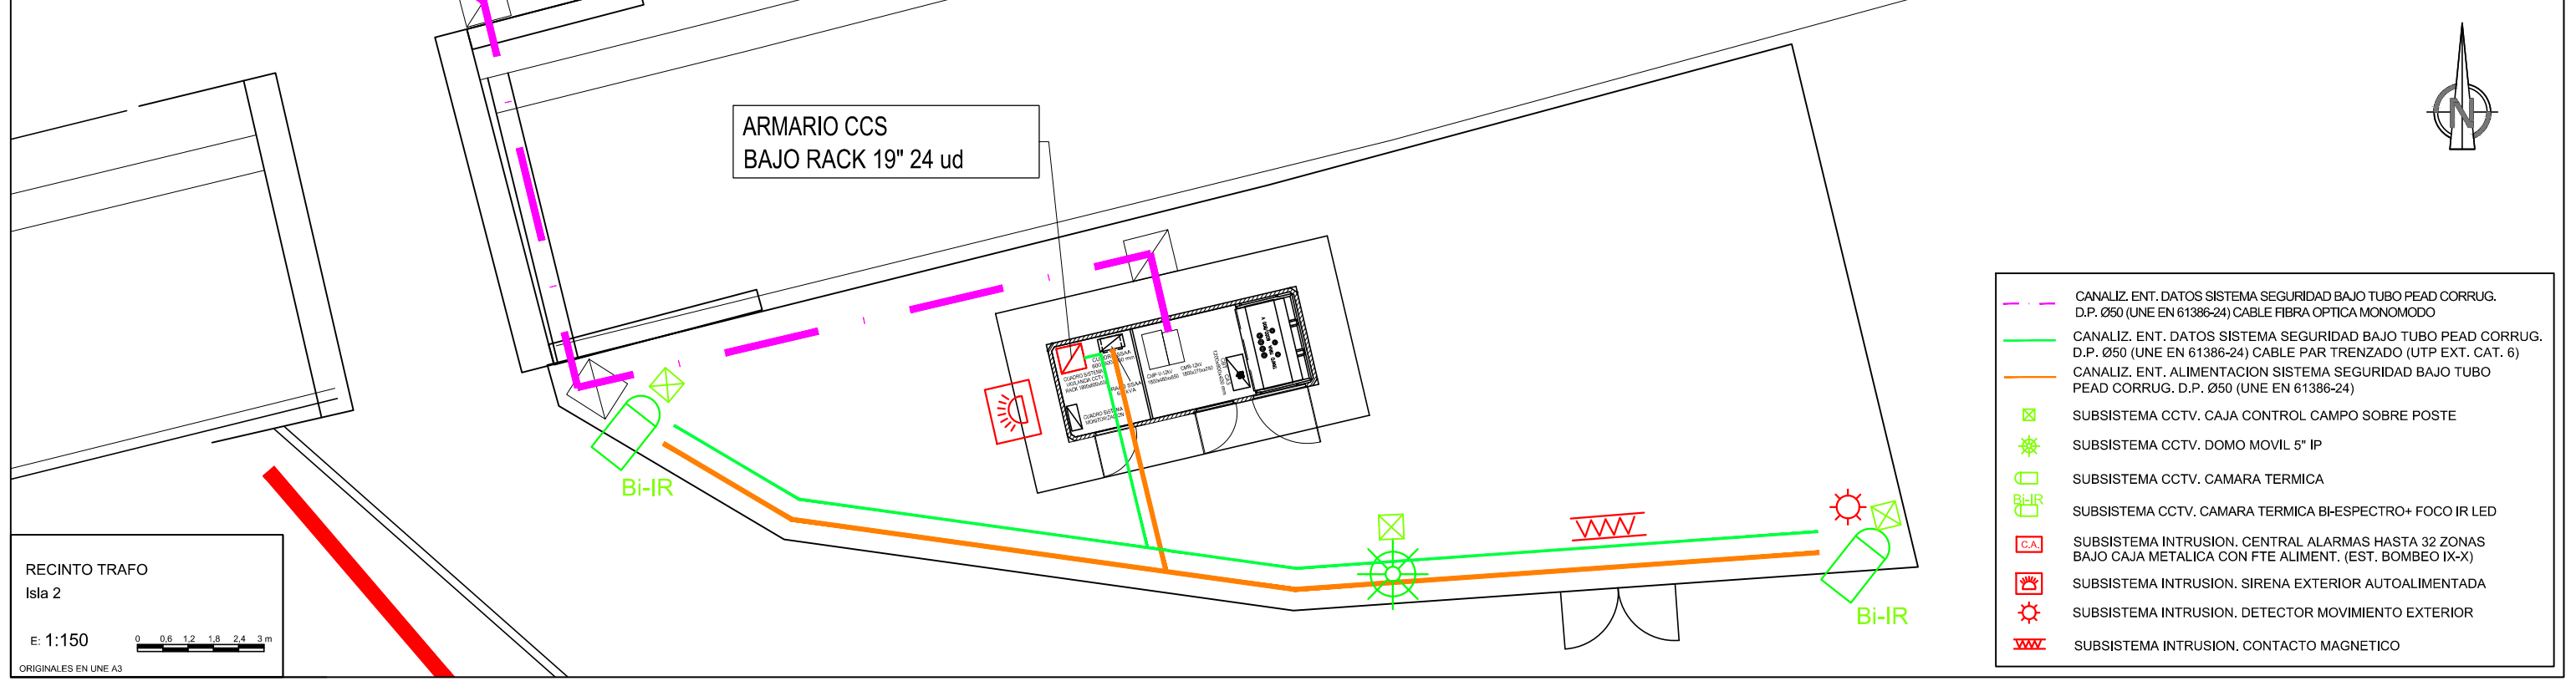 ARMARIO CCS
BAJO RACK 19" 24 ud
N
CUADRO SISTEMA
VIGILANCIA CCTV
CUADRO SISTEMA
MONITORIZACION
Bi-IR
Bi-IR
CANALIZ. ENT. DATOS SISTEMA SEGURIDAD BAJO TUBO PEAD CORRUG.
D.P. Ø50 (UNE EN 61386-24) CABLE FIBRA OPTICA MONOMODO
CANALIZ. ENT. DATOS SISTEMA SEGURIDAD BAJO TUBO PEAD CORRUG.
D.P. Ø50 (UNE EN 61386-24) CABLE PAR TRENZADO (UTP EXT. CAT. 6)
CANALIZ. ENT. ALIMENTACION SISTEMA SEGURIDAD BAJO TUBO
PEAD CORRUG. D.P. Ø50 (UNE EN 61386-24)
SUBSISTEMA CCTV. CAJA CONTROL CAMPO SOBRE POSTE
SUBSISTEMA CCTV. DOMO MOVIL 5" IP
SUBSISTEMA CCTV. CAMARA TERMICA
Bi-IR
SUBSISTEMA CCTV. CAMARA TERMICA BI-ESPECTRO+ FOCO IR LED
C.A.
SUBSISTEMA INTRUSION. CENTRAL ALARMAS HASTA 32 ZONAS
BAJO CAJA METALICA CON FTE ALIMENT. (EST. BOMBEO IX-X)
SUBSISTEMA INTRUSION. SIRENA EXTERIOR AUTOALIMENTADA
SUBSISTEMA INTRUSION. DETECTOR MOVIMIENTO EXTERIOR
SUBSISTEMA INTRUSION. CONTACTO MAGNETICO
RECINTO TRAFO
Isla 2
E: 1:150
0 0,6 1,2 1,8 2,4 3 m
ORIGINALES EN UNE A3